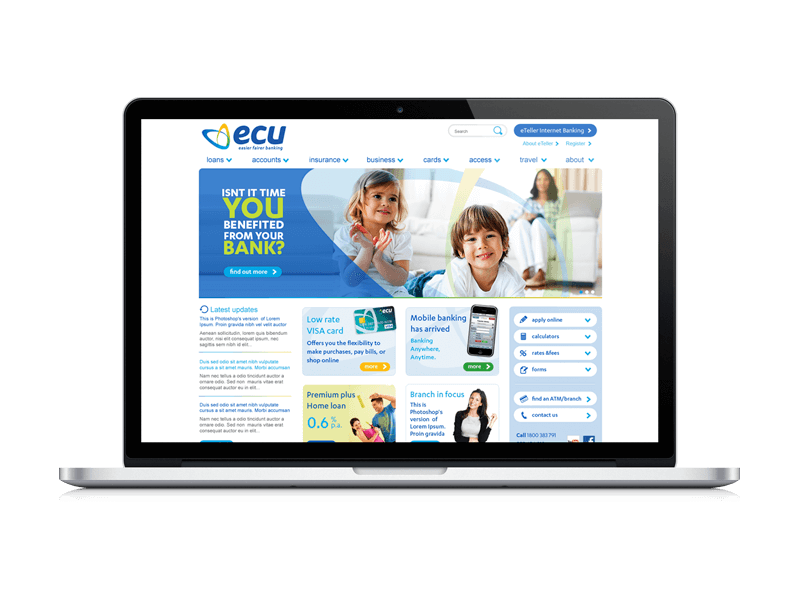 ecu
easier fairer banking
Search
eTeller Internet Banking
About eTeller
Register
loans
accounts
insurance
business
cards
access
travel
about
ISNT IT TIME
YOU
BENEFITED
FROM YOUR
BANK?
find out more
Latest updates
This is Photoshop's version of Lorem
Ipsum. Proin gravida nibh vel velit auctor
Aenean sollicitudin, lorem quis bibendum
auctor, nisi elit consequat ipsum, nec
sagittis sem nibh id elit...
Duis sed odio sit amet nibh vulputate
cursus a sit amet mauris. Morbi accumsan
Nam nec tellus a odio tincidunt auctor a
ornare odio. Sed non mauris vitae erat
consequat auctor eu in elit...
Duis sed odio sit amet nibh vulputate
cursus a sit amet mauris. Morbi accumsan
Nam nec tellus a odio tincidunt auctor a
ornare odio. Sed non mauris vitae erat
consequat auctor eu in elit...
Low rate
VISA card
ecu
Offers you the flexibility to
make purchases, pay bills, or
shop online
more
Mobile banking
has arrived
Banking
Anywhere,
Anytime.
more
Premium plus
Home loan
0.6 % p.a.
Branch in focus
This is
Photoshop's
version of
Lorem Ipsum.
Proin gravida
apply online
calculators
rates &fees
forms
find an ATM/branch
contact us
Call 1800 383 791